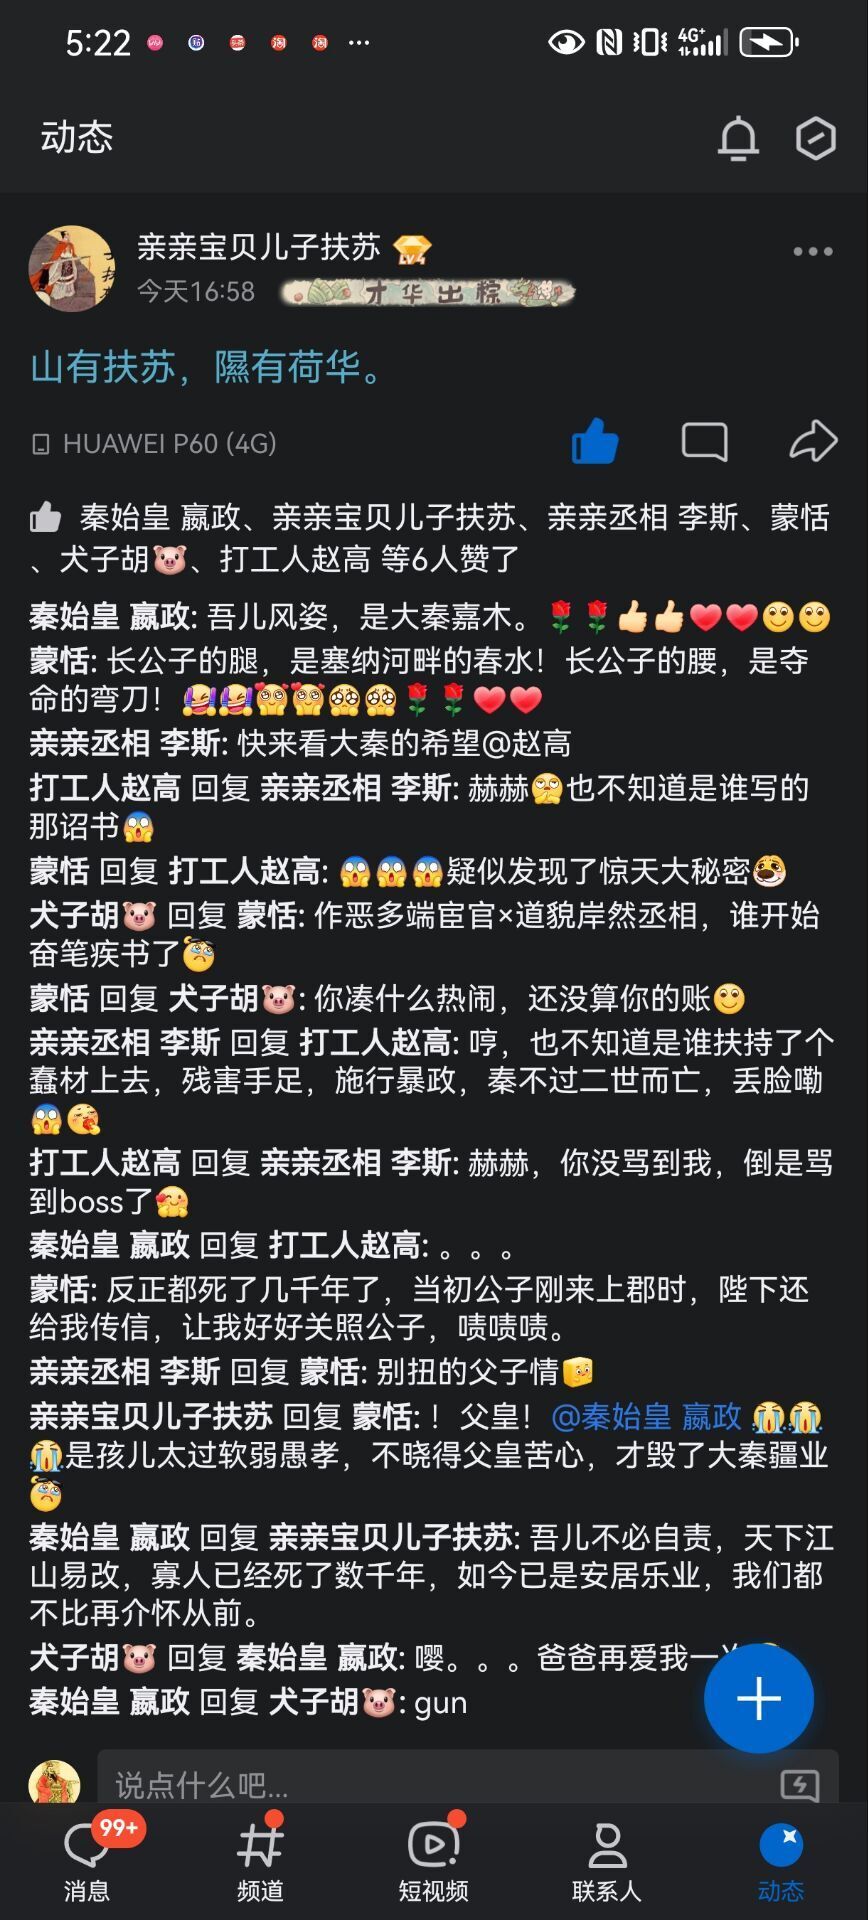 5:22
4G+
动态
亲亲宝贝儿子扶苏 LV4
今天16:58 才华出粽
山有扶苏，隰有荷华。
HUAWEI P60 (4G)
秦始皇 嬴政、亲亲宝贝儿子扶苏、亲亲丞相 李斯、蒙恬
、犬子胡🐷、打工人赵高 等6人赞了
秦始皇 嬴政: 吾儿风姿，是大秦嘉木。🌹🌹👍👍❤️❤️🙂🙂
蒙恬: 长公子的腿，是塞纳河畔的春水！长公子的腰，是夺
命的弯刀！🌹🌹❤️❤️
亲亲丞相 李斯: 快来看大秦的希望@赵高
打工人赵高 回复 亲亲丞相 李斯: 赫赫🫢也不知道是谁写的
那诏书😱
蒙恬 回复 打工人赵高: 😱😱😱疑似发现了惊天大秘密
犬子胡🐷 回复 蒙恬: 作恶多端宦官×道貌岸然丞相，谁开始
奋笔疾书了
蒙恬 回复 犬子胡🐷: 你凑什么热闹，还没算你的账🙂
亲亲丞相 李斯 回复 打工人赵高: 哼，也不知道是谁扶持了个
蠢材上去，残害手足，施行暴政，秦不过二世而亡，丢脸嘞
😱
打工人赵高 回复 亲亲丞相 李斯: 赫赫，你没骂到我，倒是骂
到boss了
秦始皇 嬴政 回复 打工人赵高: 。。。
蒙恬: 反正都死了几千年了，当初公子刚来上郡时，陛下还
给我传信，让我好好关照公子，啧啧啧。
亲亲丞相 李斯 回复 蒙恬: 别扭的父子情
亲亲宝贝儿子扶苏 回复 蒙恬: ！父皇！@秦始皇 嬴政 😭😭
😭是孩儿太过软弱愚孝，不晓得父皇苦心，才毁了大秦疆业
秦始皇 嬴政 回复 亲亲宝贝儿子扶苏: 吾儿不必自责，天下江
山易改，寡人已经死了数千年，如今已是安居乐业，我们都
不比再介怀从前。
犬子胡🐷 回复 秦始皇 嬴政: 嘤。。。爸爸再爱我一
秦始皇 嬴政 回复 犬子胡🐷: gun
说点什么吧...
99+
消息 频道 短视频 联系人 动态